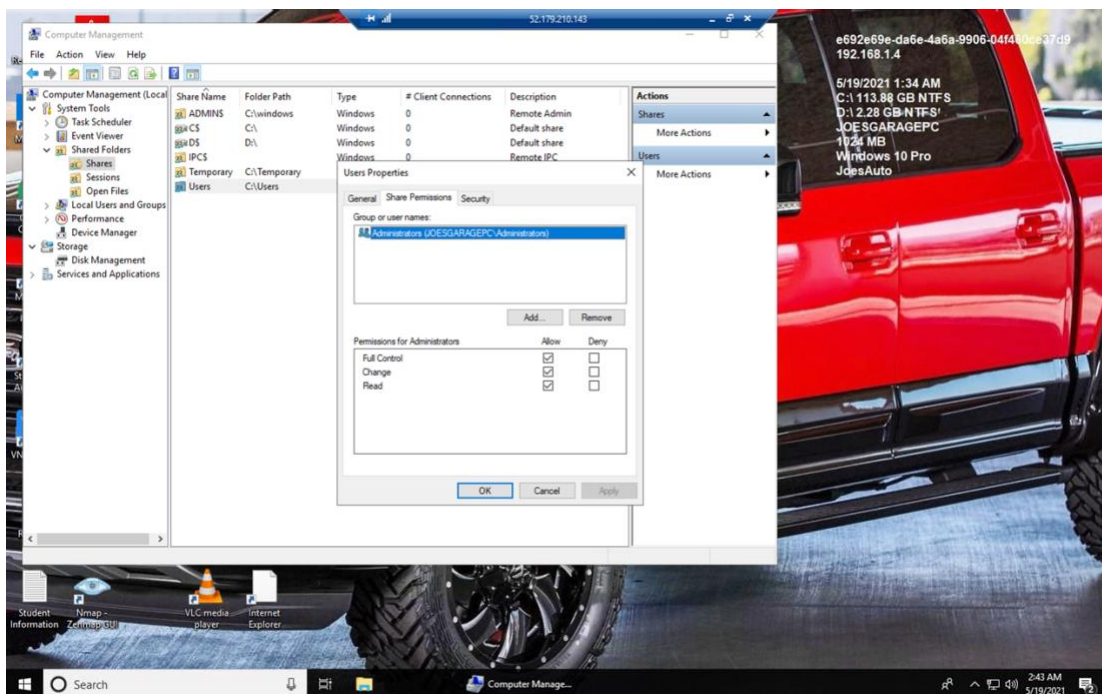 52.179.210.143
Computer Management
File Action View Help
Computer Management (Local
System Tools
Task Scheduler
Event Viewer
Shared Folders
Shares
Sessions
Open Files
Local Users and Groups
Performance
Device Manager
Storage
Disk Management
Services and Applications
Share Name Folder Path Type # Client Connections Description
ADMIN$ C:\windows Windows 0 Remote Admin
C$ C:\ Windows 0 Default share
D$ D:\ Windows 0 Default share
IPC$ Windows 0 Remote IPC
Temporary C:\Temporary
Users C:\Users
Actions
Shares
More Actions
Users
More Actions
Users Properties
General Share Permissions Security
Group or user names:
Administrators (JOESGARAGEPC\Administrators)
Add... Remove
Permissions for Administrators Allow Deny
Full Control
Change
Read
OK Cancel Apply
192.168.1.4
5/19/2021 1:34 AM
C:\ 113.88 GB NTFS
D:\ 2.28 GB NTFS
JOESGARAGEPC
1024 MB
Windows 10 Pro
JoesAuto
Student Information
Nmap - Zenmap GUI
VLC media player
Internet Explorer
Search
Computer Manage...
2:43 AM
5/19/2021